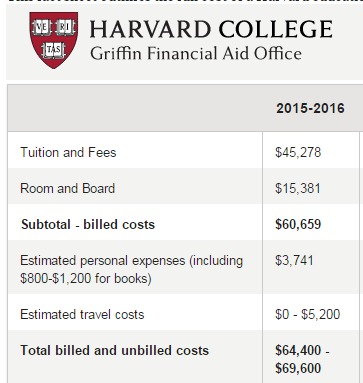 VE RI
TAS
HARVARD COLLEGE
Griffin Financial Aid Office
2015-2016
Tuition and Fees $45,278
Room and Board $15,381
Subtotal - billed costs $60,659
Estimated personal expenses (including $3,741
$800-$1,200 for books)
Estimated travel costs $0 - $5,200
Total billed and unbilled costs $64,400 -
$69,600